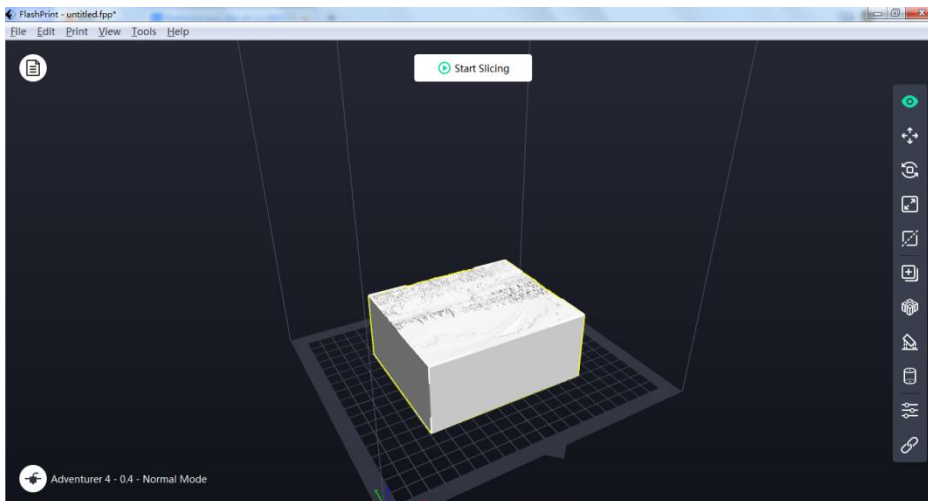 FlashPrint - untitled.fpp*
File Edit Print View Tools Help
Start Slicing
Adventurer 4 - 0.4 - Normal Mode